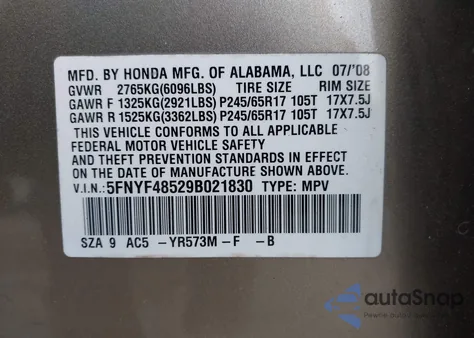 MFD. BY HONDA MFG. OF ALABAMA, LLC 07/'08
GVWR 2765KG(6096LBS) TIRE SIZE RIM SIZE
GAWR F 1325KG(2921LBS) P245/65R17 105T 17X7.5J
GAWR R 1525KG(3362LBS) P245/65R17 105T 17X7.5J
THIS VEHICLE CONFORMS TO ALL APPLICABLE
FEDERAL MOTOR VEHICLE SAFETY
AND THEFT PREVENTION STANDARDS IN EFFECT
ON THE DATE OF MANUFACTURE SHOWN ABOVE.
V.I.N.: 5FNYF48529B021830 TYPE: MPV
SZA 9 AC5 -YR573M-F -B
autoSnap